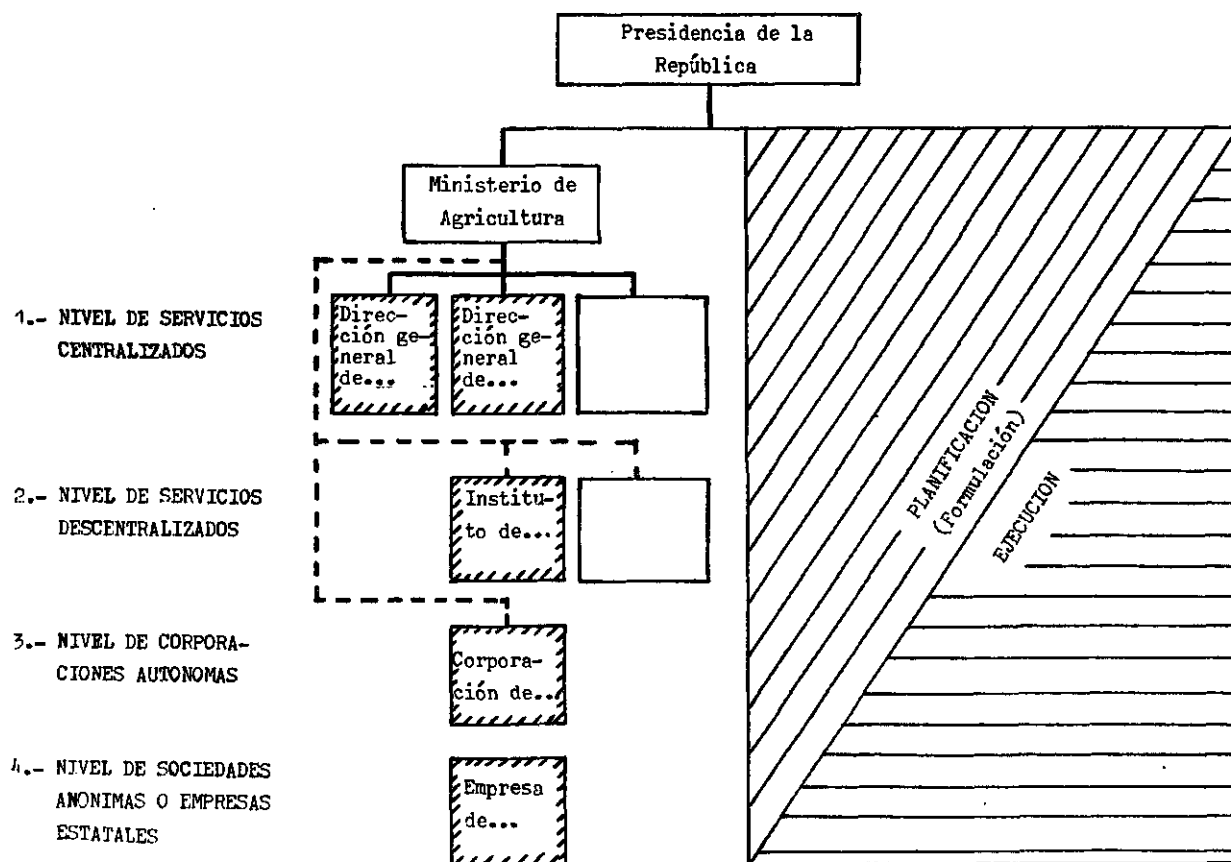 Presidencia de la
República
Ministerio de
Agricultura
1.- NIVEL DE SERVICIOS
CENTRALIZADOS
Direc-
ción ge-
neral
de...
Direc-
ción ge-
neral
de...
2.- NIVEL DE SERVICIOS
DESCENTRALIZADOS
Institu-
to de...
3.- NIVEL DE CORPORA-
CIONES AUTONOMAS
Corpora-
ción de...
4.- NIVEL DE SOCIEDADES
ANONIMAS O EMPRESAS
ESTATALES
Empresa
de...
PLANIFICACION
(Formulación)
EJECUCION